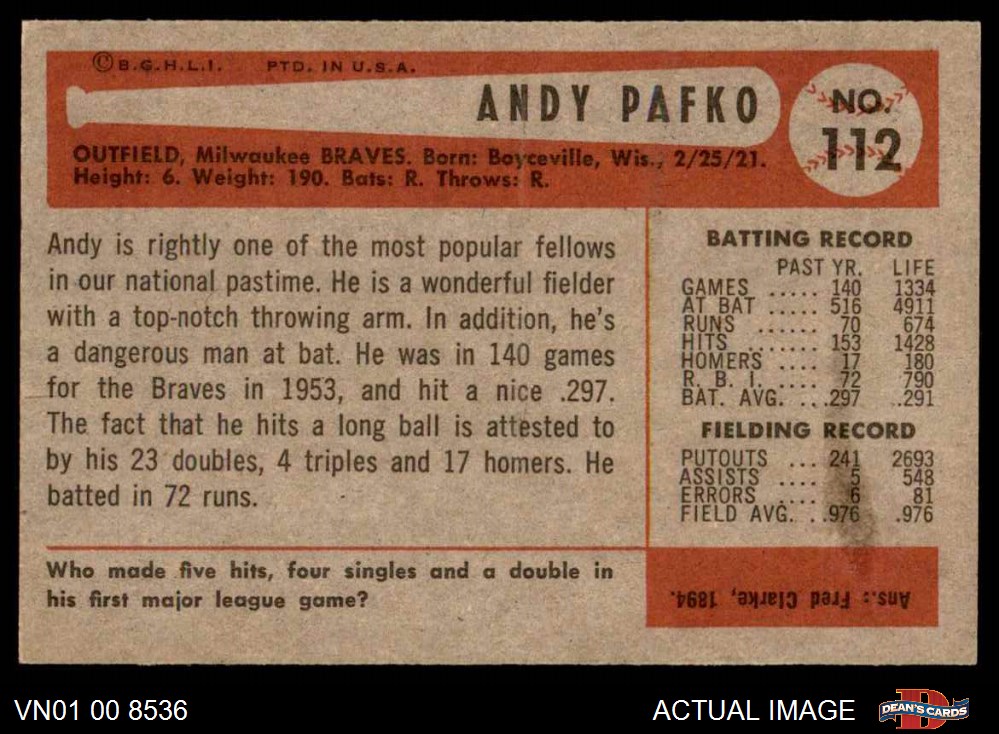 ©B.G.H.L.I. PTD. IN U.S.A.
ANDY PAFKO
NO.
112
OUTFIELD, Milwaukee BRAVES. Born: Boyceville, Wis., 2/25/21.
Height: 6. Weight: 190. Bats: R. Throws: R.
Andy is rightly one of the most popular fellows
in our national pastime. He is a wonderful fielder
with a top-notch throwing arm. In addition, he's
a dangerous man at bat. He was in 140 games
for the Braves in 1953, and hit a nice .297.
The fact that he hits a long ball is attested to
by his 23 doubles, 4 triples and 17 homers. He
batted in 72 runs.
BATTING RECORD
PAST YR. LIFE
GAMES ..... 140 1334
AT BAT ..... 516 4911
RUNS ...... 70 674
HITS ....... 153 1428
HOMERS .... 17 180
R. B. I. .... 72 790
BAT. AVG. ...297 ..291
FIELDING RECORD
PUTOUTS ... 241 2693
ASSISTS .... 5 548
ERRORS .... 6 81
FIELD AVG. ..976 .976
Who made five hits, four singles and a double in
his first major league game?
Ans.: Fred Clarke, 1894.
VN01 00 8536
ACTUAL IMAGE
D
DEAN'S CARDS